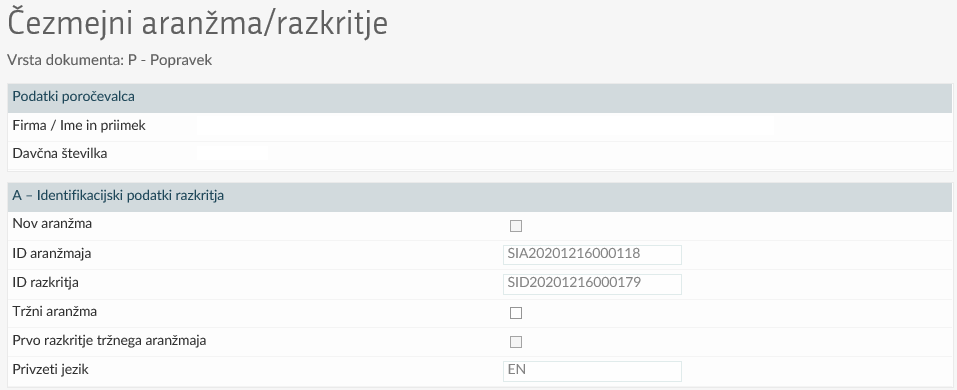 Čezmejni aranžma/razkritje
Vrsta dokumenta: P - Popravek
Podatki poročevalca
Firma / Ime in priimek
Davčna številka
A – Identifikacijski podatki razkritja
Nov aranžma
ID aranžmaja SIA20201216000118
ID razkritja SID20201216000179
Tržni aranžma
Prvo razkritje tržnega aranžmaja
Privzeti jezik EN